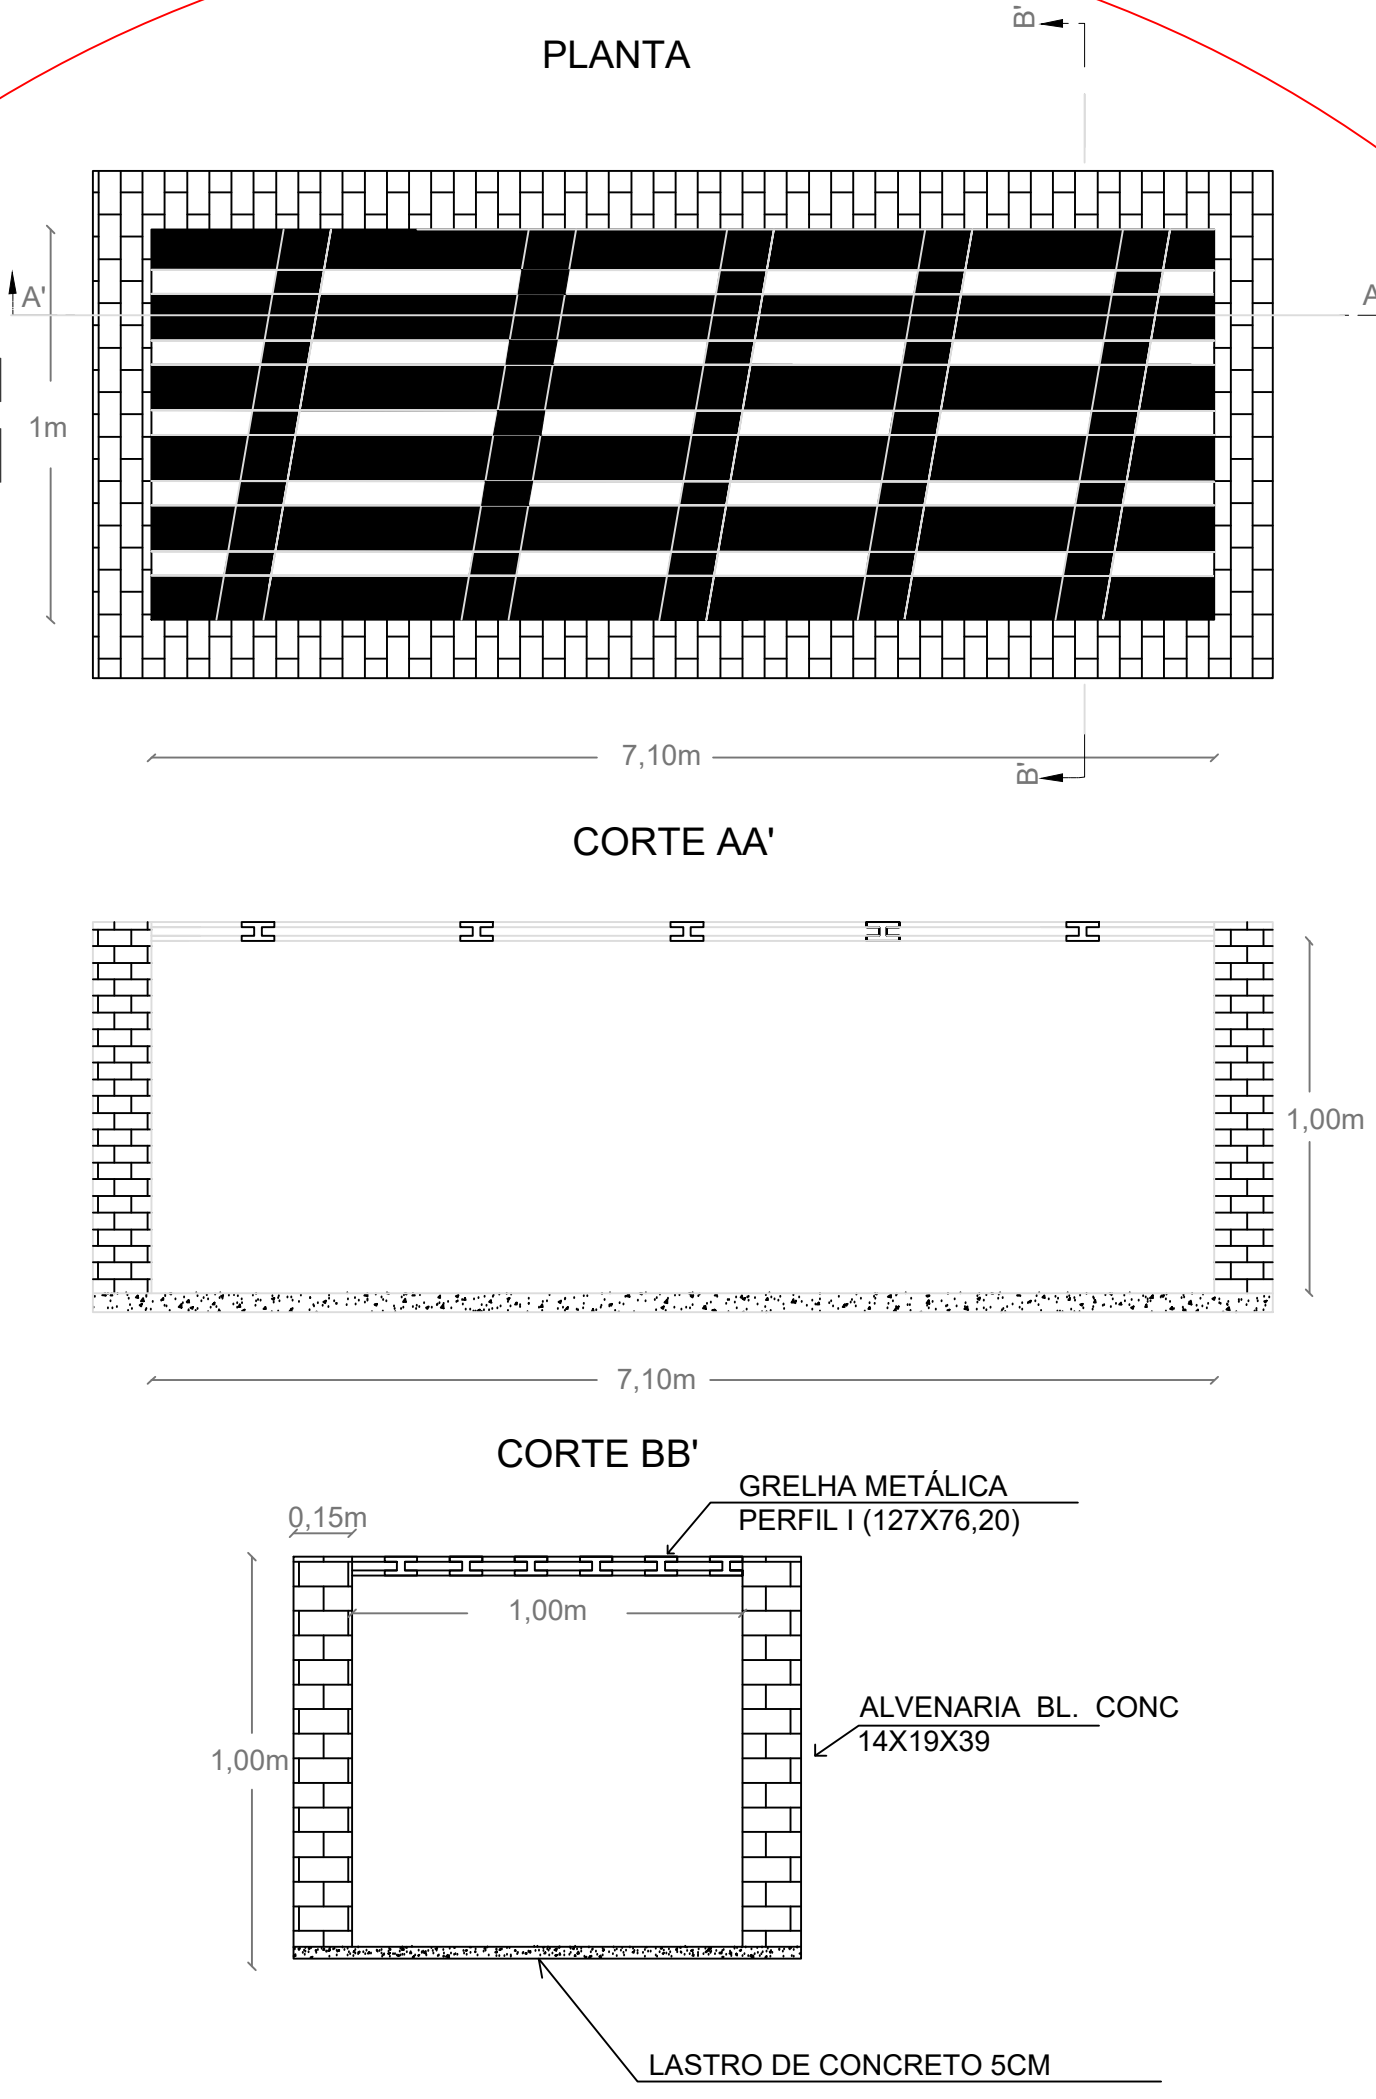 B'
PLANTA
A'
A
1m
7,10m
B'
CORTE AA'
1,00m
7,10m
CORTE BB'
GRELHA METÁLICA
PERFIL I (127X76,20)
0,15m
1,00m
ALVENARIA BL. CONC
14X19X39
1,00m
LASTRO DE CONCRETO 5CM